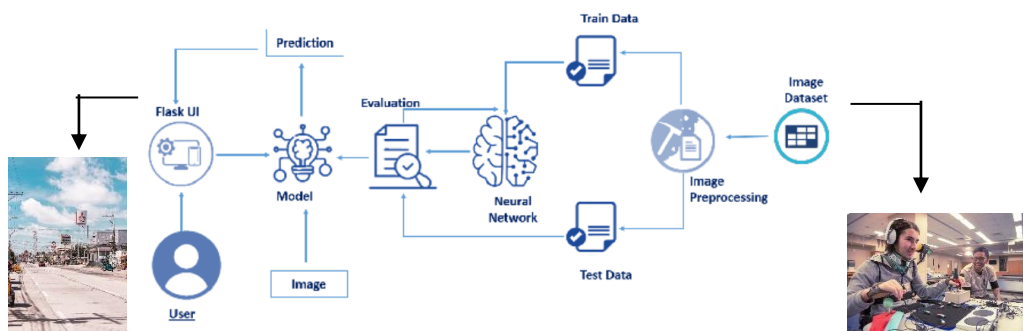 Train Data
Prediction
Image
Dataset
Flask UI
Evaluation
Model
Neural
Network
Image
Preprocessing
Image
Test Data
User